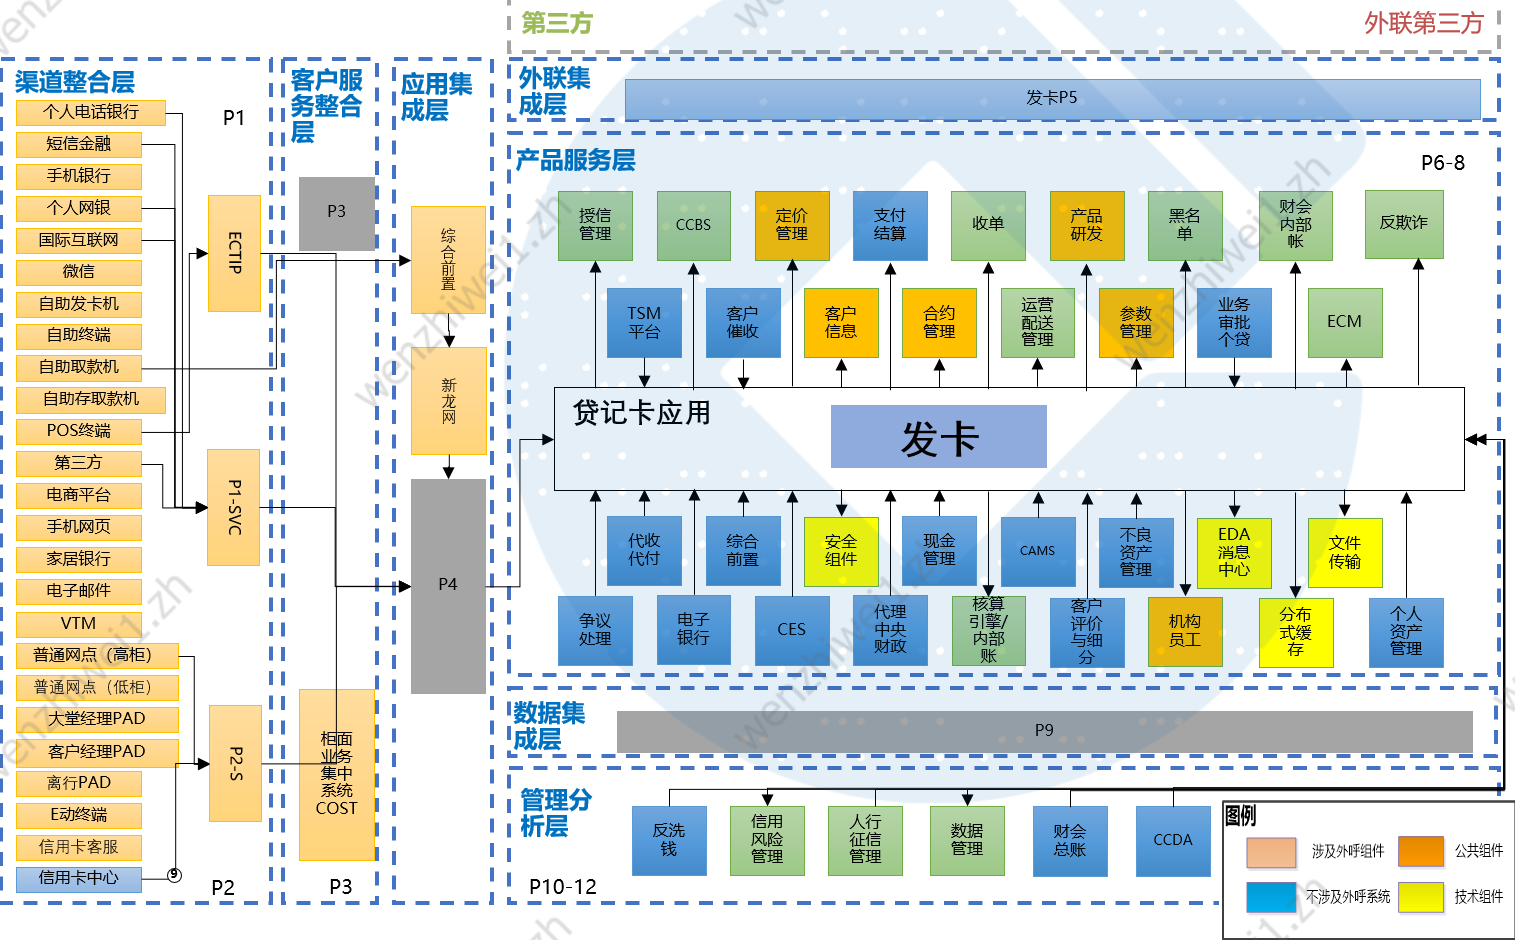 第三方
外联第三方
渠道整合层
个人电话银行
短信金融
手机银行
个人网银
国际互联网
微信
自助发卡机
自助终端
自助取款机
自助存取款机
POS终端
第三方
电商平台
手机网页
家居银行
电子邮件
VTM
普通网点（高柜）
普通网点（低柜）
大堂经理PAD
客户经理PAD
离行PAD
E动终端
信用卡客服
信用卡中心
9
P1
ECTIP
P1-SVC
P2-S
P2
客户服
务整合
层
P3
柜面
业务
集中
系统
COST
P3
应用集
成层
综
合
前
置
新
龙
网
P4
外联集
成层
发卡P5
产品服务层
P6-8
授信
管理
CCBS
定价
管理
支付
结算
收单
产品
研发
黑名
单
财会
内部
帐
反欺诈
TSM
平台
客户
催收
客户
信息
合约
管理
运营
配送
管理
参数
管理
业务
审批
个贷
ECM
贷记卡应用
发卡
代收
代付
综合
前置
安全
组件
现金
管理
CAMS
不良
资产
管理
EDA
消息
中心
文件
传输
争议
处理
电子
银行
CES
代理
中央
财政
核算
引擎/
内部
账
客户
评价
与细
分
机构
员工
分布
式缓
存
个人
资产
管理
数据集
成层
P9
管理分
析层
反洗
钱
信用
风险
管理
人行
征信
管理
数据
管理
财会
总账
CCDA
P10-12
图例
涉及外呼组件
公共组件
不涉及外呼系统
技术组件
wenzhiwei1.zh